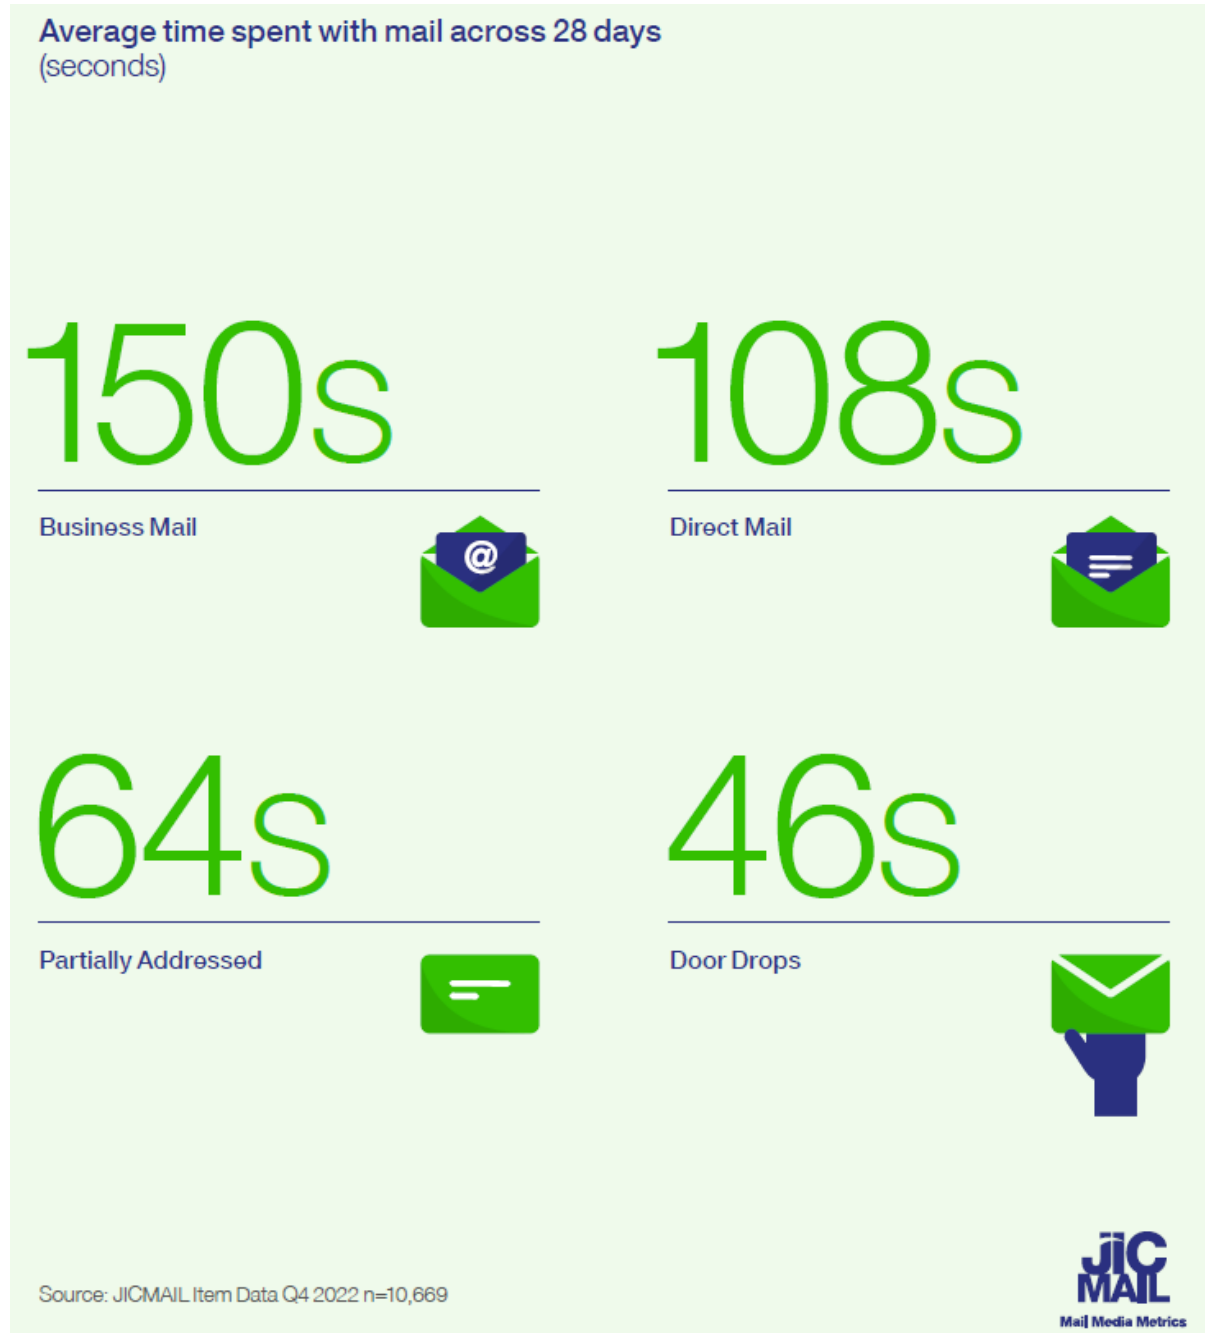 Average time spent with mail across 28 days
(seconds)
150s
108s
Business Mail
@
Direct Mail
64s
46s
Partially Addressed
Door Drops
Source: JICMAIL Item Data Q4 2022 n=10,669
JIC
MAIL
Mail Media Metrics